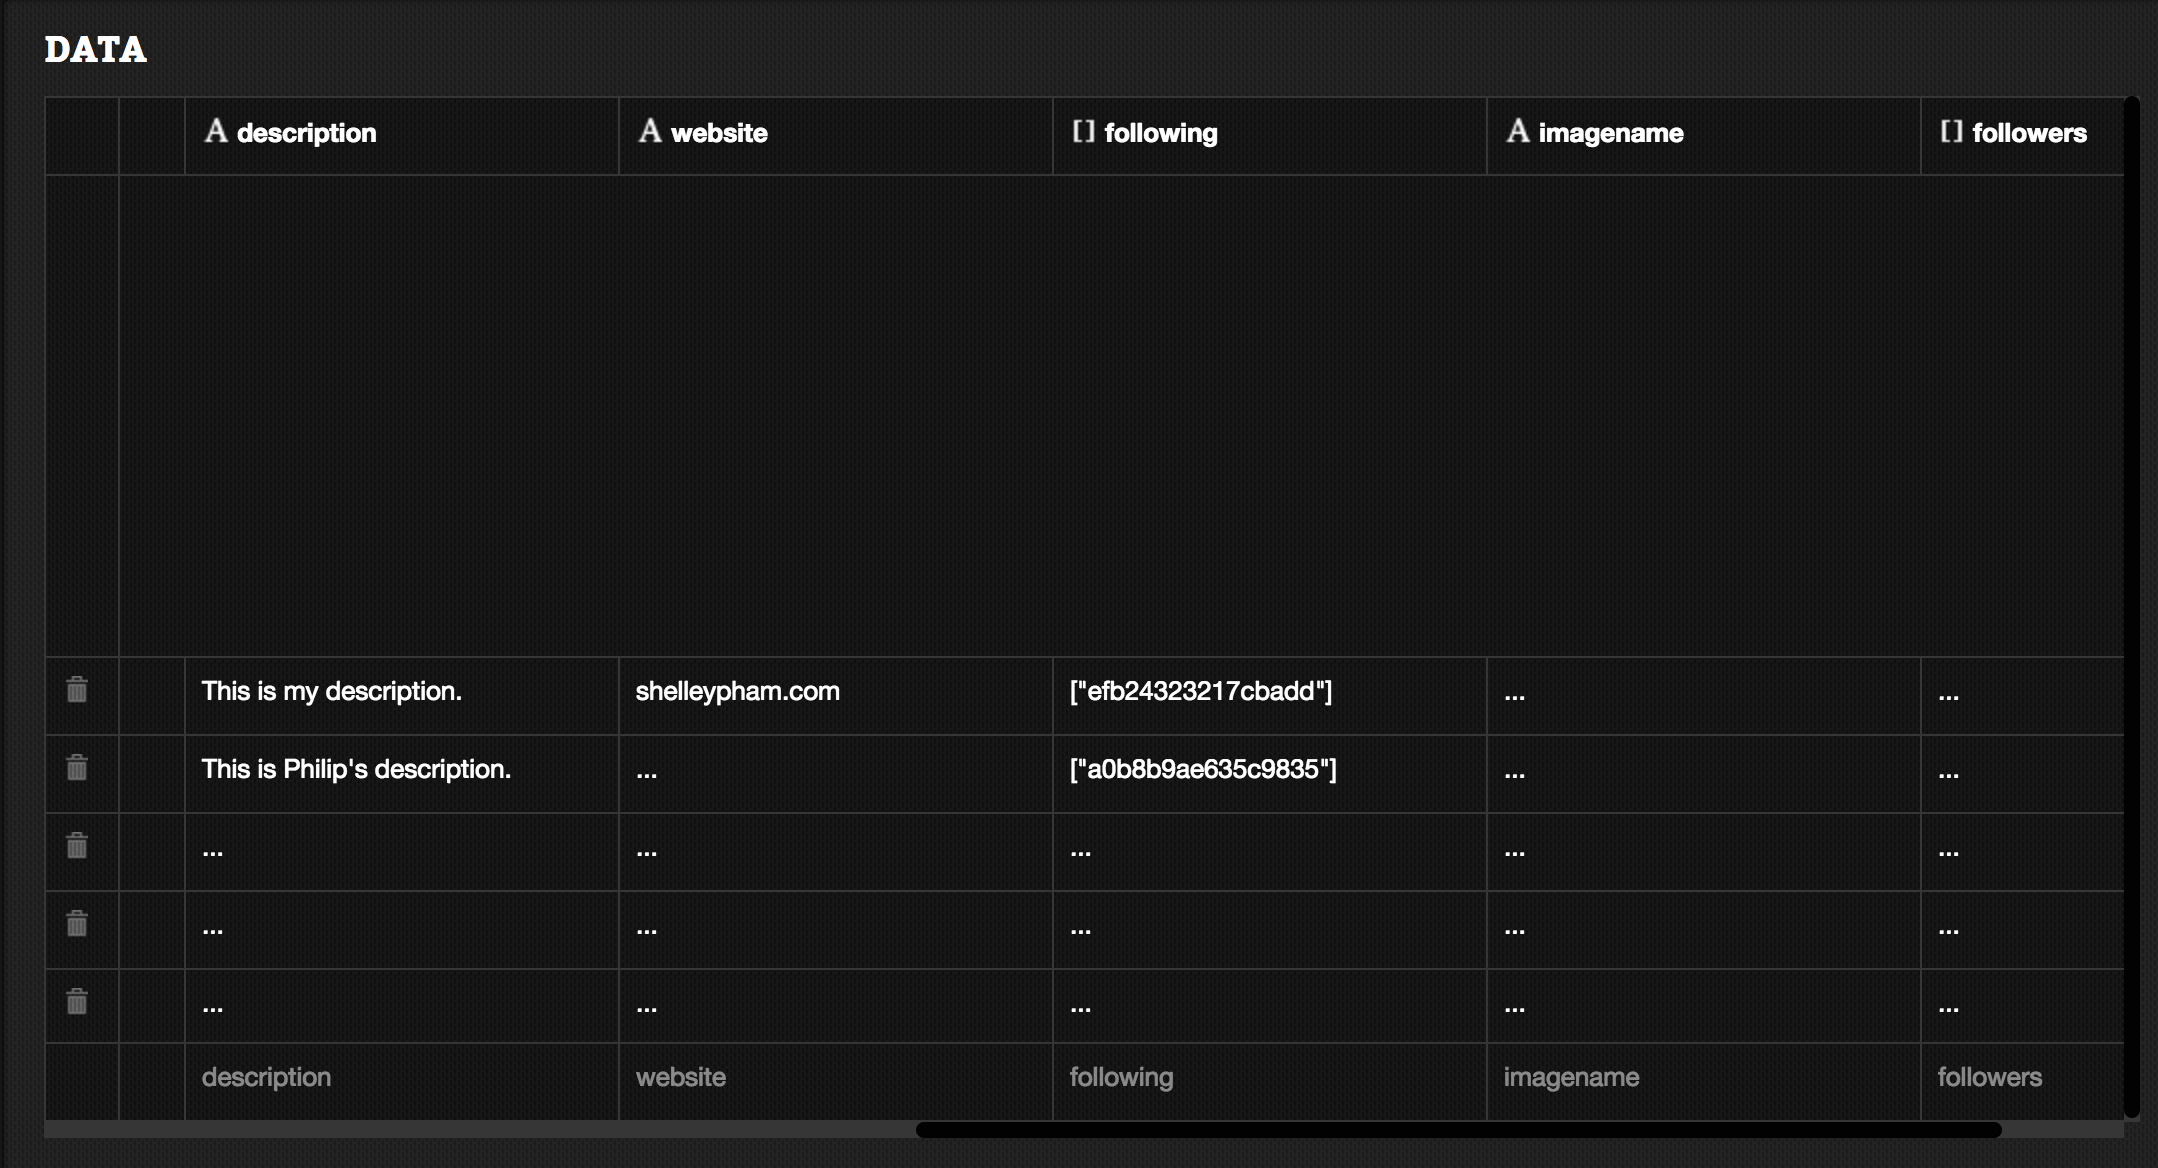 DATA
A description A website [] following A imagename [] followers
This is my description. shelleypham.com ["efb24323217cbadd"] ... ...
This is Philip's description. ... ["a0b8b9ae635c9835"] ... ...
... ... ... ... ...
... ... ... ... ...
... ... ... ... ...
description website following imagename followers